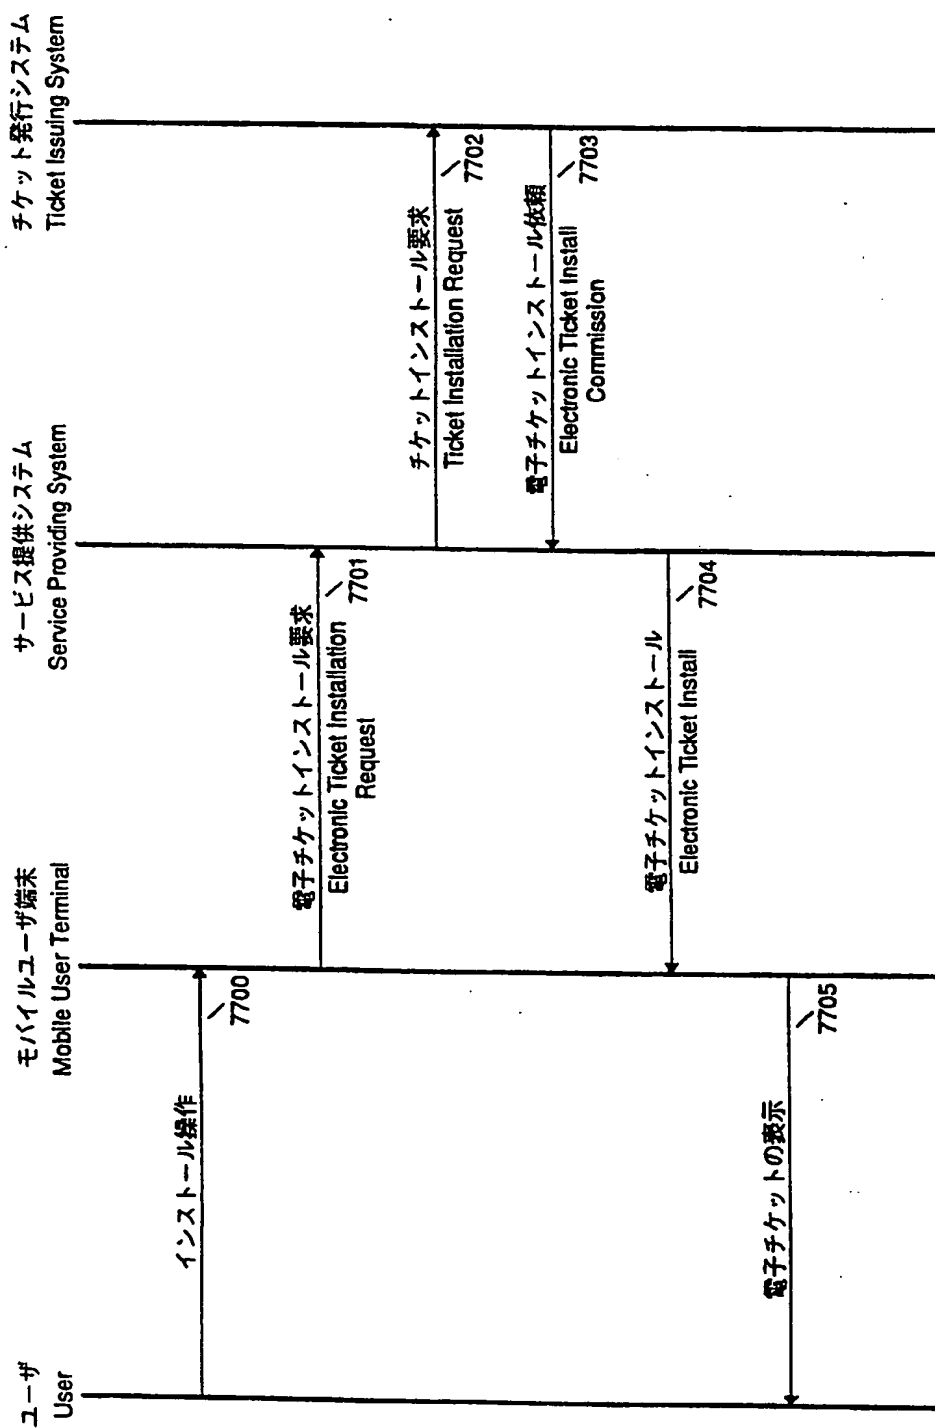 ユーザ
User
モバイルユーザ端末
Mobile User Terminal
サービス提供システム
Service Providing System
チケット発行システム
Ticket Issuing System
インストール操作
7700
電子チケットインストール要求
Electronic Ticket Installation
Request
7701
チケットインストール要求
Ticket Installation Request
7702
電子チケットインストール依頼
Electronic Ticket Install
Commission
7703
電子チケットインストール
Electronic Ticket Install
7704
電子チケットの表示
7705